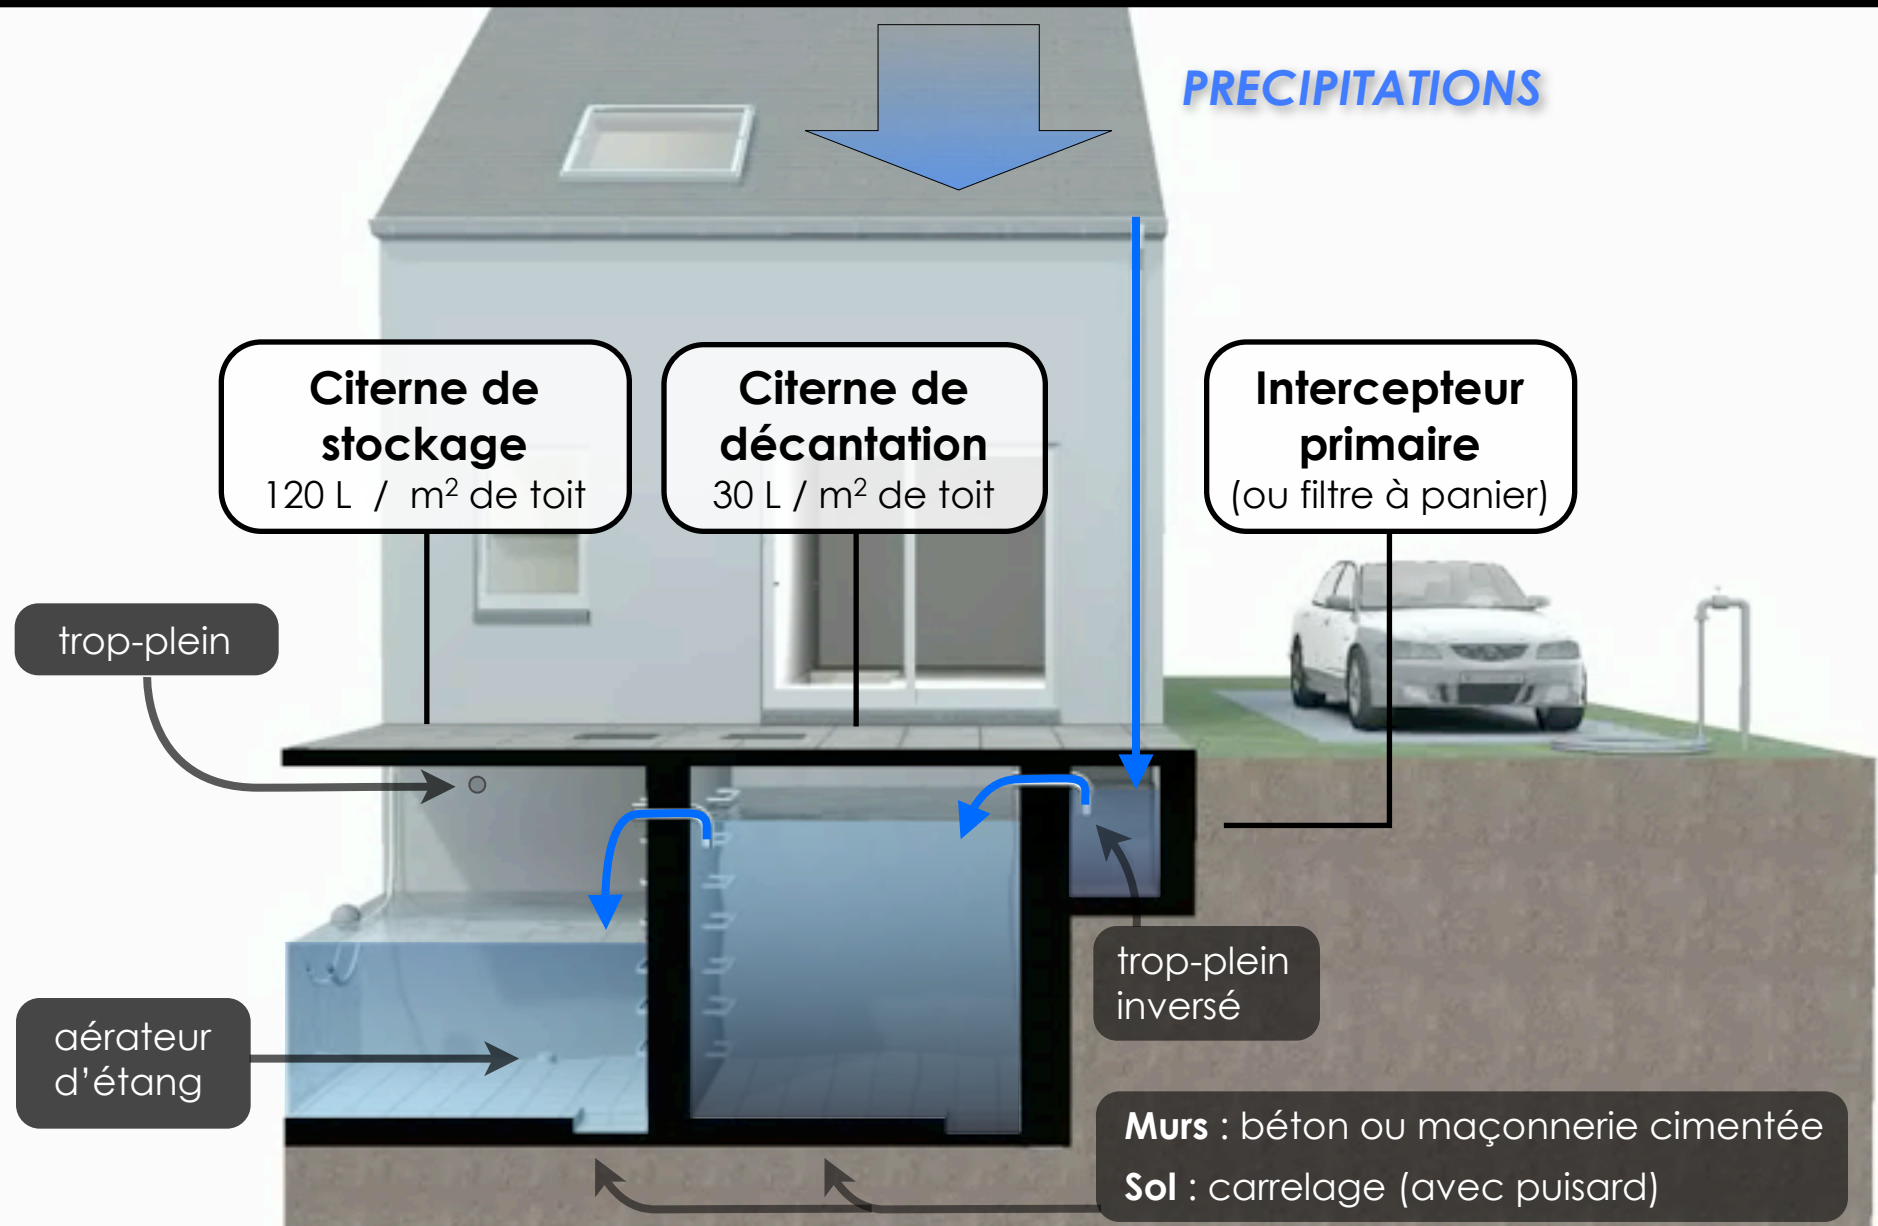 PRECIPITATIONS
Citerne de
stockage
120 L / m² de toit
Citerne de
décantation
30 L / m² de toit
Intercepteur
primaire
(ou filtre à panier)
trop-plein
aérateur
d'étang
trop-plein
inversé
Murs : béton ou maçonnerie cimentée
Sol : carrelage (avec puisard)